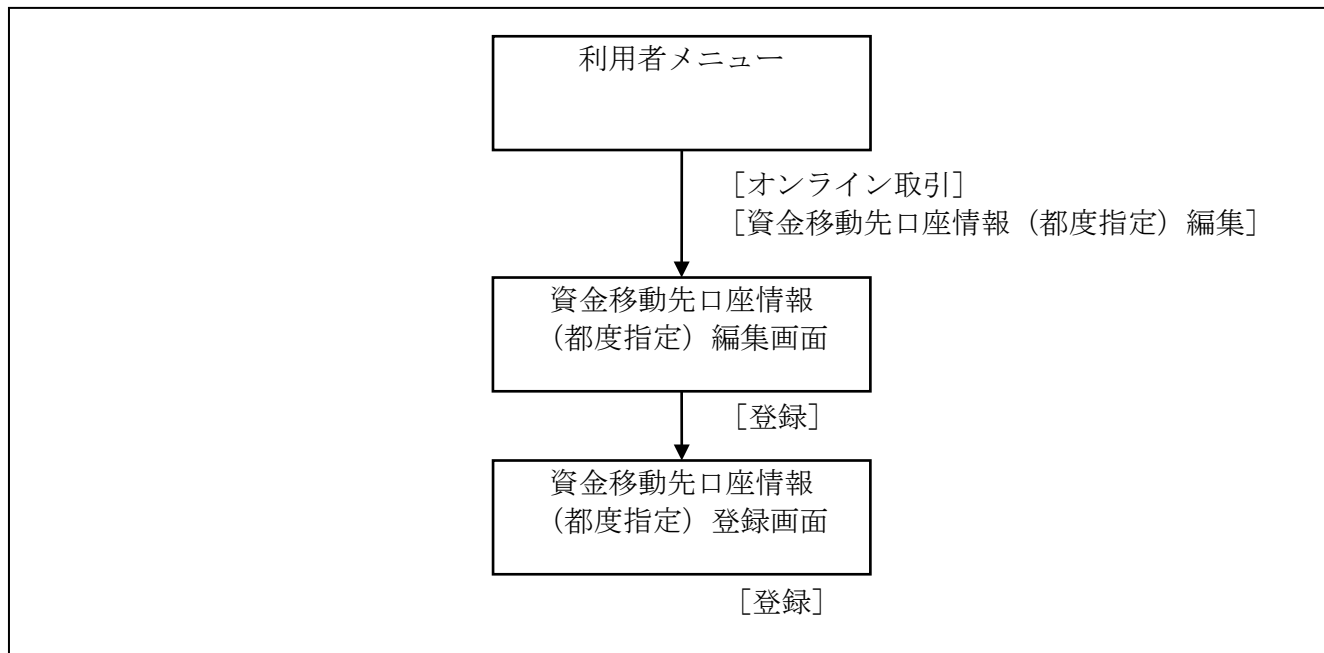 利用者メニュー
［オンライン取引］
［資金移動先口座情報（都度指定）編集］
資金移動先口座情報
（都度指定）編集画面
［登録］
資金移動先口座情報
（都度指定）登録画面
［登録］